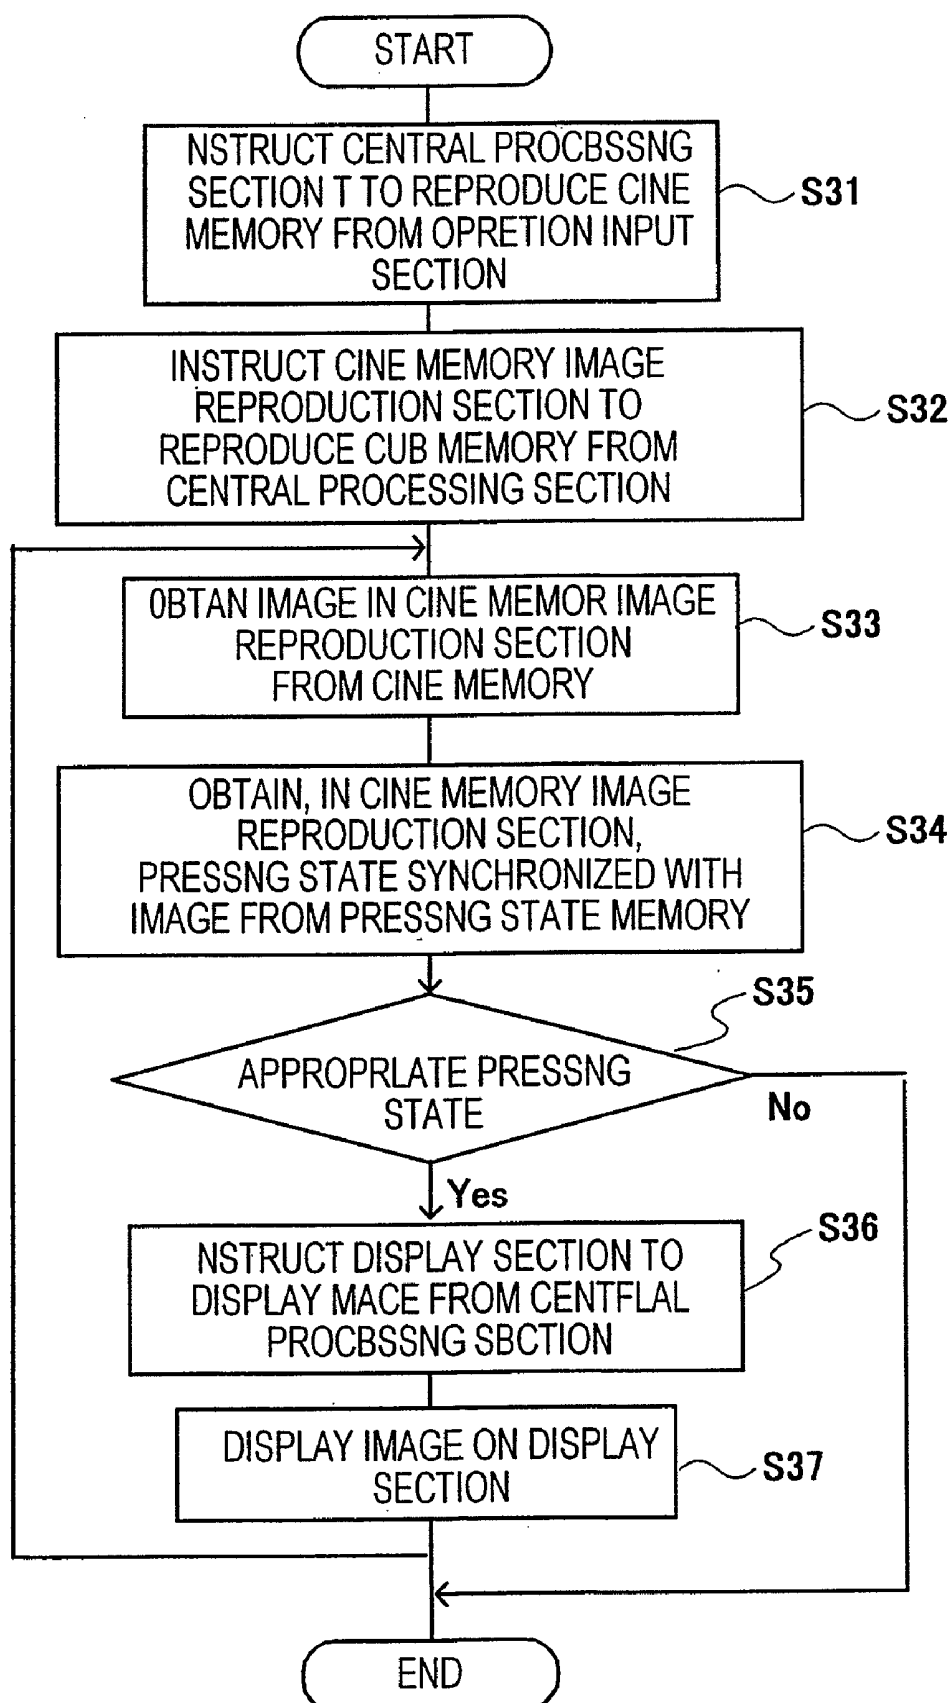 START
NSTRUCT CENTRAL PROCBSSNG
SECTION T TO REPRODUCE CINE
MEMORY FROM OPRETION INPUT
SECTION
S31
INSTRUCT CINE MEMORY IMAGE
REPRODUCTION SECTION TO
REPRODUCE CUB MEMORY FROM
CENTRAL PROCESSING SECTION
S32
OBTAN IMAGE IN CINE MEMOR IMAGE
REPRODUCTION SECTION
FROM CINE MEMORY
S33
OBTAIN, IN CINE MEMORY IMAGE
REPRODUCTION SECTION,
PRESSNG STATE SYNCHRONIZED WITH
IMAGE FROM PRESSNG STATE MEMORY
S34
S35
APPROPRLATE PRESSNG
STATE
No
Yes
NSTRUCT DISPLAY SECTION TO
DISPLAY MACE FROM CENTFLAL
PROCBSSNG SBCTION
S36
DISPLAY IMAGE ON DISPLAY
SECTION
S37
END